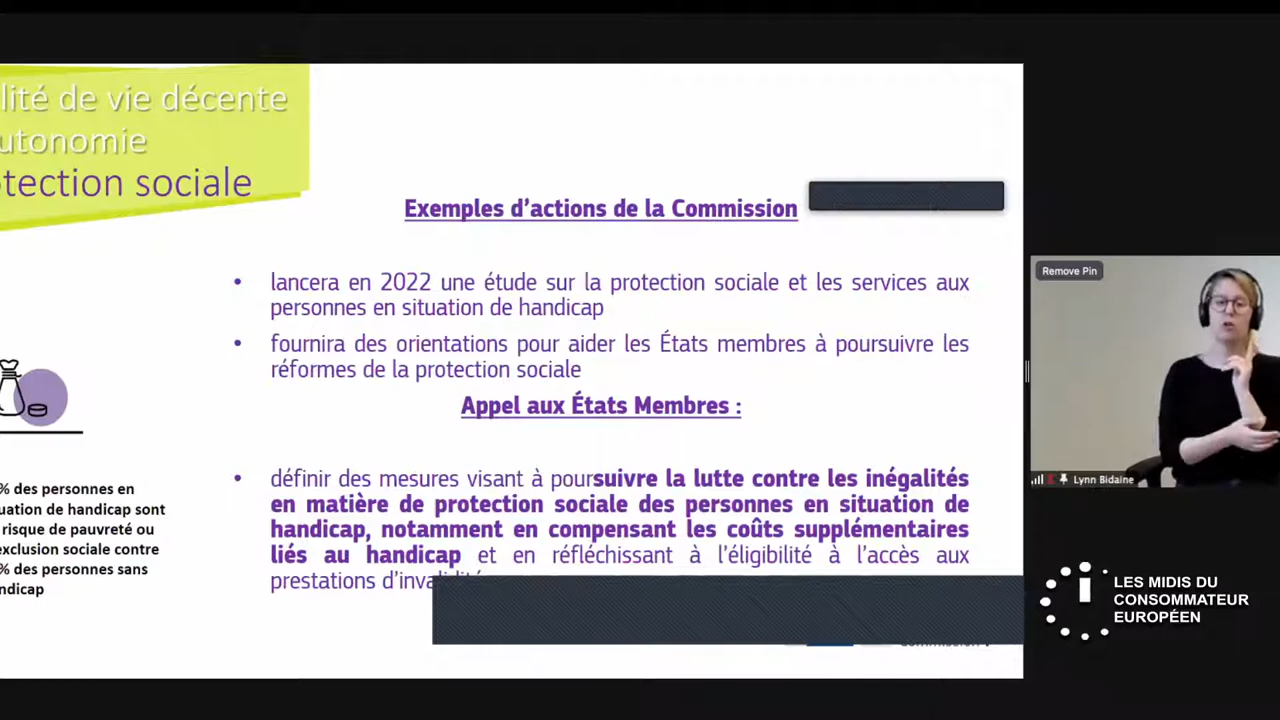 lité de vie décente
utonomie
tection sociale
Exemples d’actions de la Commission
• lancera en 2022 une étude sur la protection sociale et les services aux
personnes en situation de handicap
• fournira des orientations pour aider les États membres à poursuivre les
réformes de la protection sociale
Appel aux États Membres :
• définir des mesures visant à poursuivre la lutte contre les inégalités
en matière de protection sociale des personnes en situation de
handicap, notamment en compensant les coûts supplémentaires
liés au handicap et en réfléchissant à l’éligibilité à l’accès aux
prestations d’invalidité
% des personnes en
uation de handicap sont
risque de pauvreté ou
exclusion sociale contre
% des personnes sans
ndicap
Remove Pin
Lynn Bidaine
LES MIDIS DU
CONSOMMATEUR
EUROPÉEN